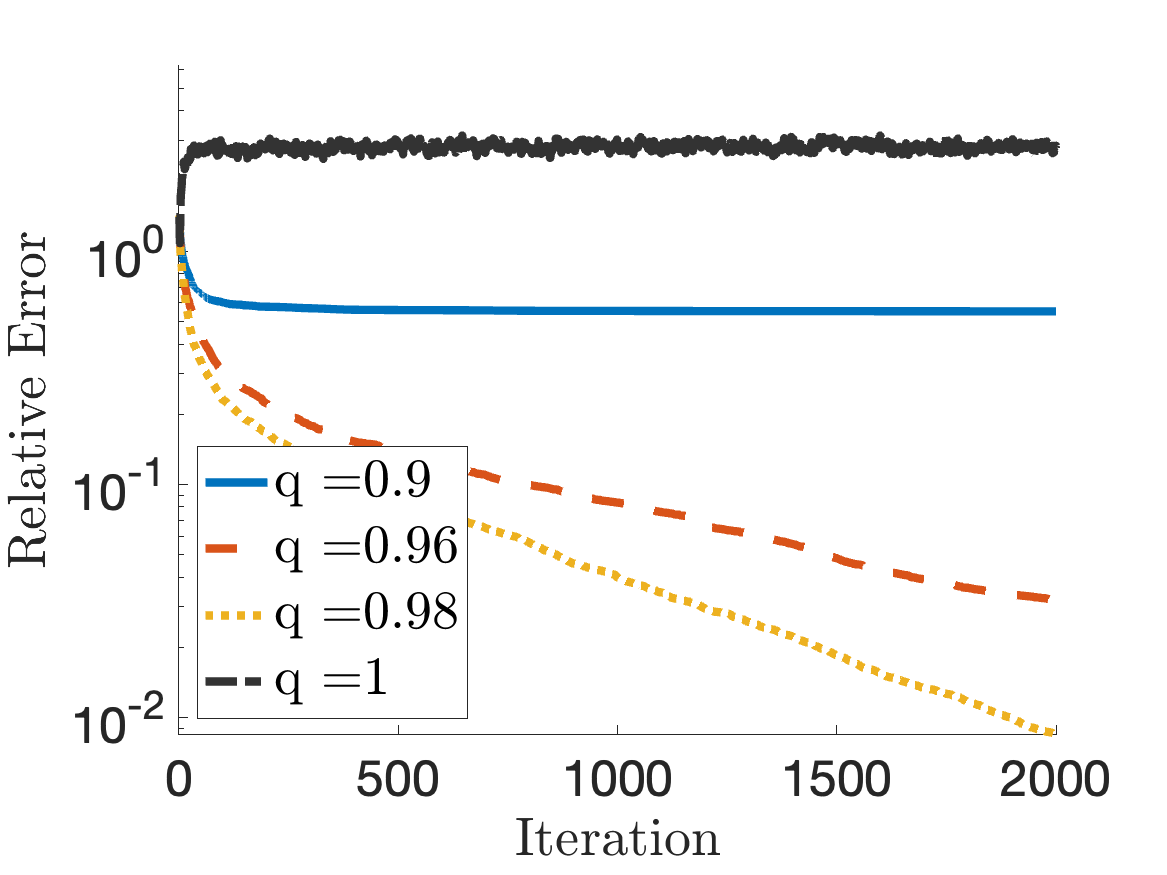 Relative Error
10^0
10^-1
10^-2
q =0.9
q =0.96
q =0.98
q =1
0 500 1000 1500 2000
Iteration